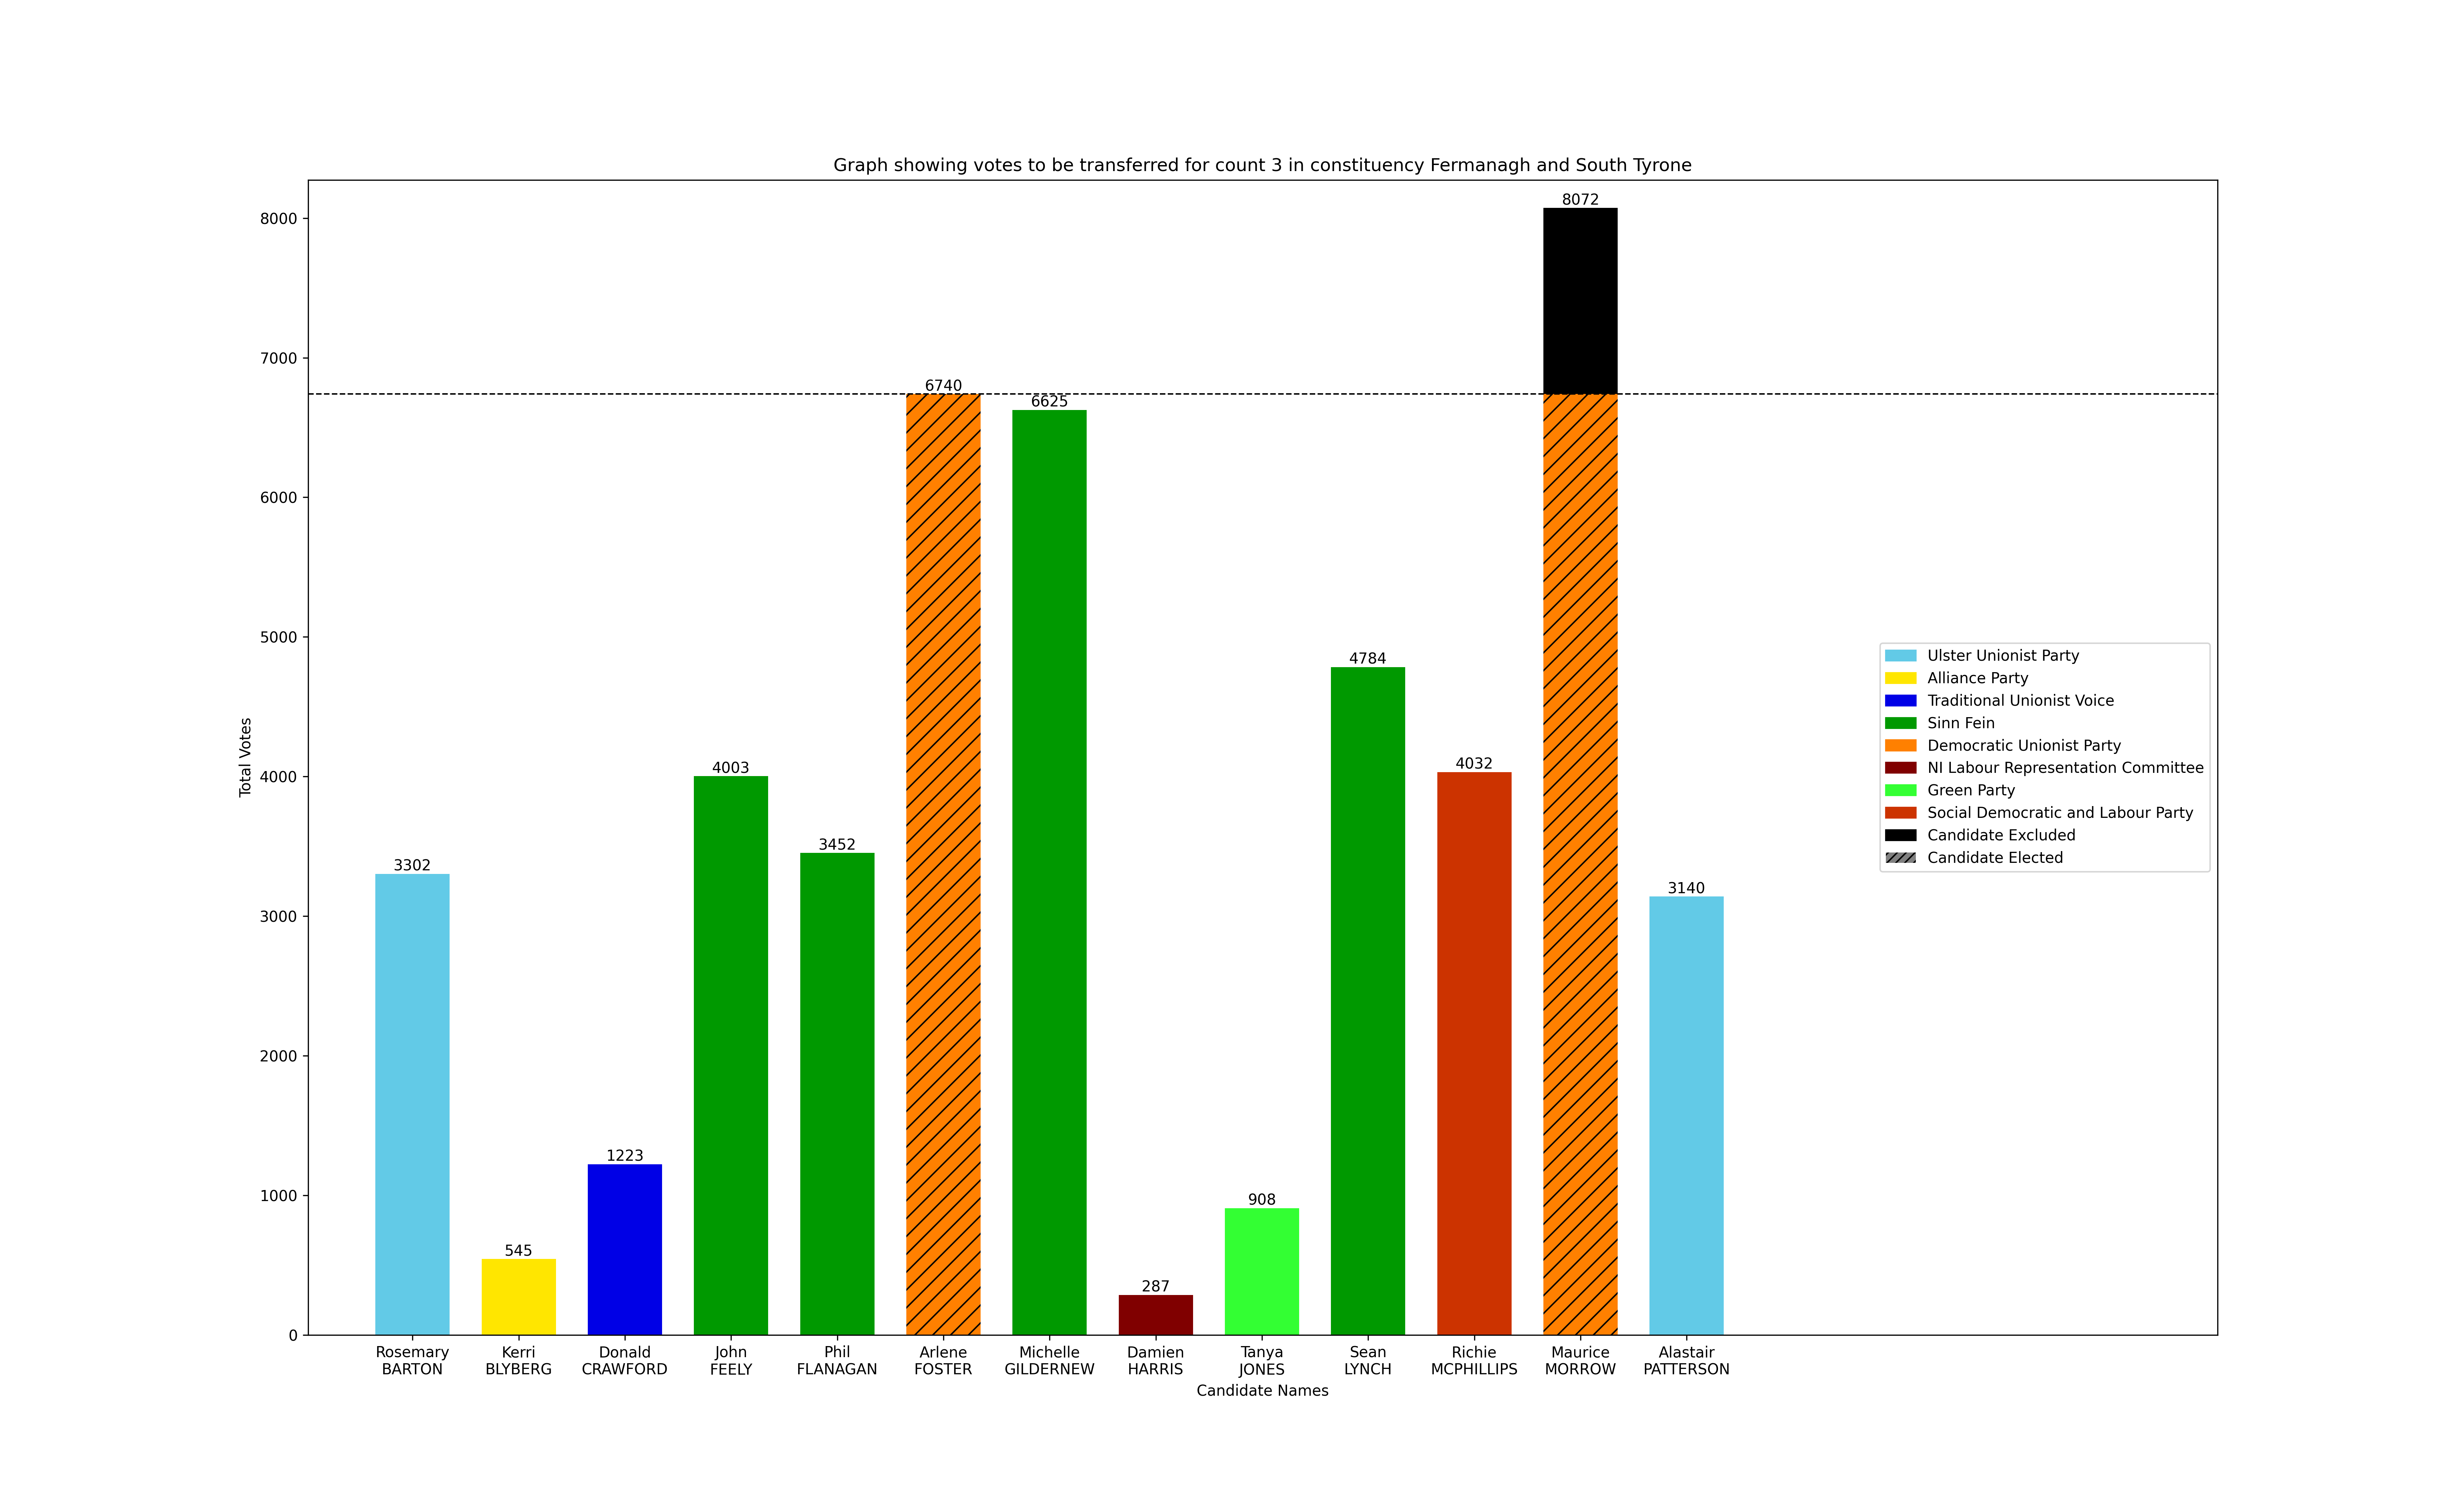 Graph showing votes to be transferred for count 3 in constituency Fermanagh and South Tyrone
8072
8000
7000
6740
6625
6000
5000
4784
4032
4003
4000
3452
3302
3140
3000
2000
1223
1000
908
545
287
0
Total Votes
Ulster Unionist Party
Alliance Party
Traditional Unionist Voice
Sinn Fein
Democratic Unionist Party
NI Labour Representation Committee
Green Party
Social Democratic and Labour Party
Candidate Excluded
Candidate Elected
Rosemary BARTON
Kerri BLYBERG
Donald CRAWFORD
John FEELY
Phil FLANAGAN
Arlene FOSTER
Michelle GILDERNEW
Damien HARRIS
Tanya JONES
Sean LYNCH
Richie MCPHILLIPS
Maurice MORROW
Alastair PATTERSON
Candidate Names